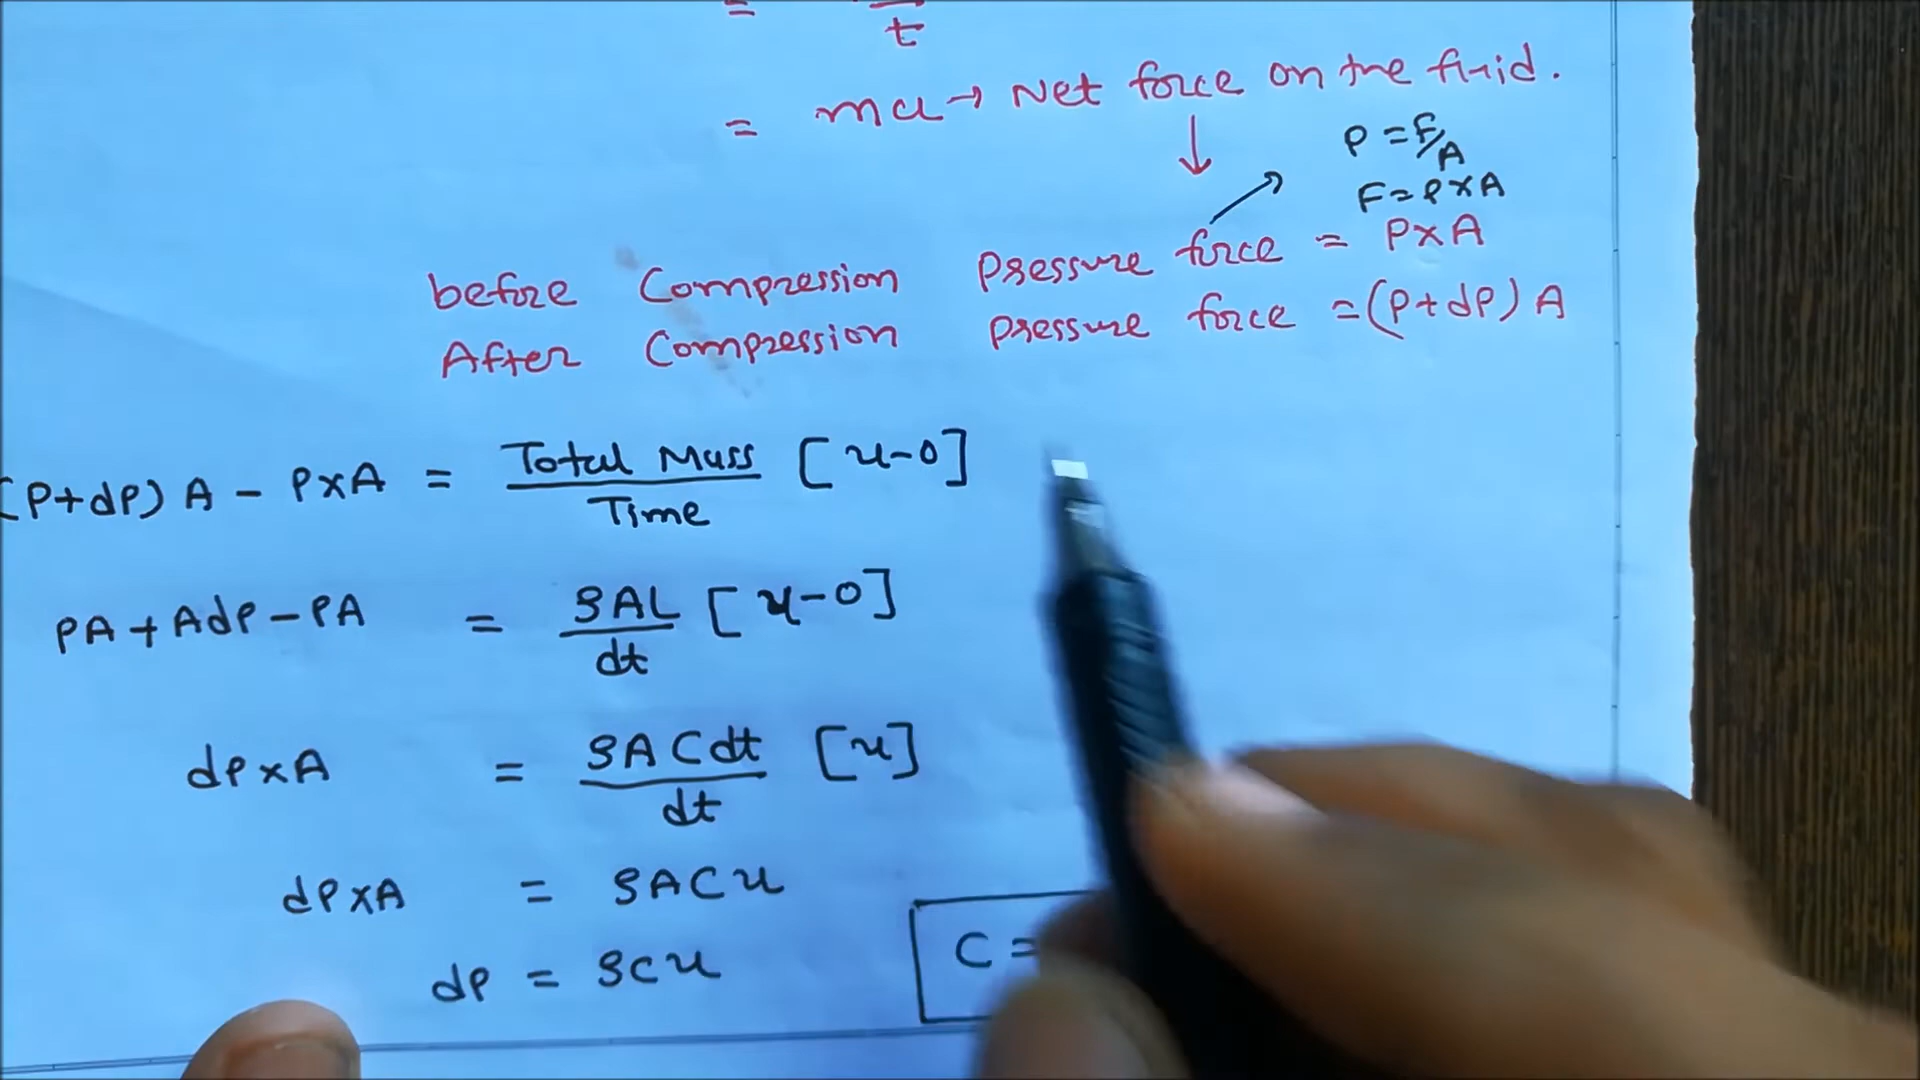 = /t
= ma → Net force on the fluid.
P = F/A
F = P×A
before Compression Pressure force = P×A
After Compression Pressure force = (P+dP) A
(P+dP) A - P×A = Total Mass/Time [u-0]
PA + AdP - PA = ρAL/dt [u-0]
dP×A = ρACdt/dt [u]
dP×A = ρACu
dP = ρCu
C =